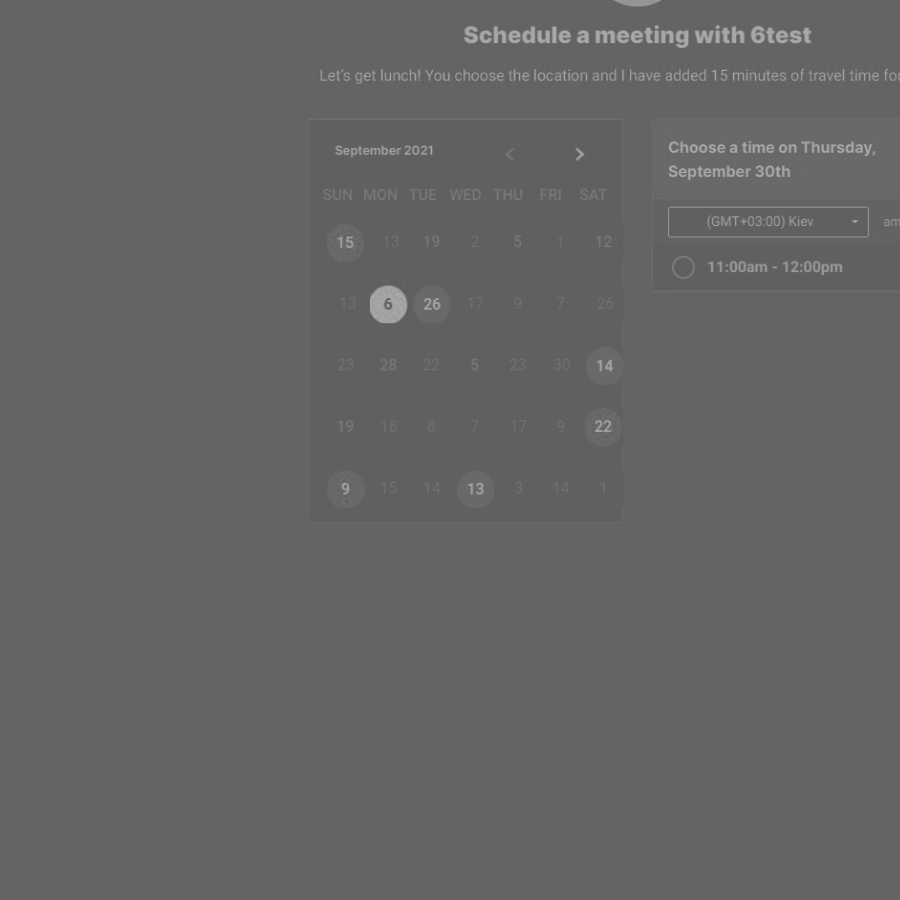 Schedule a meeting with 6test
Let's get lunch! You choose the location and I have added 15 minutes of travel time for
September 2021
SUN MON TUE WED THU FRI SAT
15 13 19 2 5 1 12
13 6 26 17 9 7 26
23 28 22 5 23 30 14
19 16 8 7 17 9 22
9 15 14 13 3 14 1
Choose a time on Thursday,
September 30th
(GMT+03:00) Kiev am
11:00am - 12:00pm